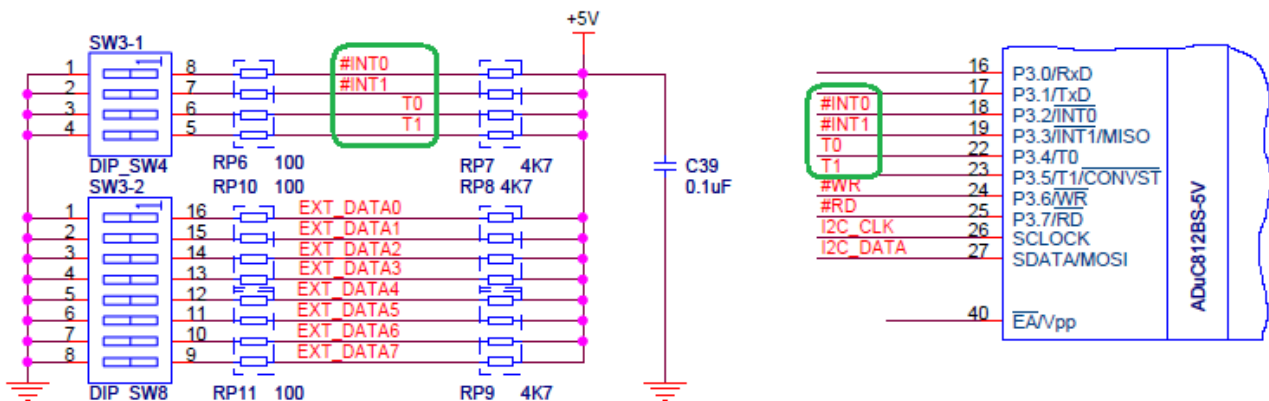 +5V
SW3-1
1 8 #INT0
2 7 #INT1
3 6 T0
4 5 T1
DIP_SW4 RP6 100 RP7 4K7
SW3-2 RP10 100 RP8 4K7
C39
0.1uF
1 16 EXT_DATA0
2 15 EXT_DATA1
3 14 EXT_DATA2
4 13 EXT_DATA3
5 12 EXT_DATA4
6 11 EXT_DATA5
7 10 EXT_DATA6
8 9 EXT_DATA7
DIP_SW8 RP11 100 RP9 4K7
16 P3.0/RxD
17 P3.1/TxD
#INT0 18 P3.2/INT0
#INT1 19 P3.3/INT1/MISO
T0 22 P3.4/T0
T1 23 P3.5/T1/CONVST
#WR 24 P3.6/WR
#RD 25 P3.7/RD
I2C_CLK 26 SCLOCK
I2C_DATA 27 SDATA/MOSI
40 EA/Vpp
ADuC812BS-5V